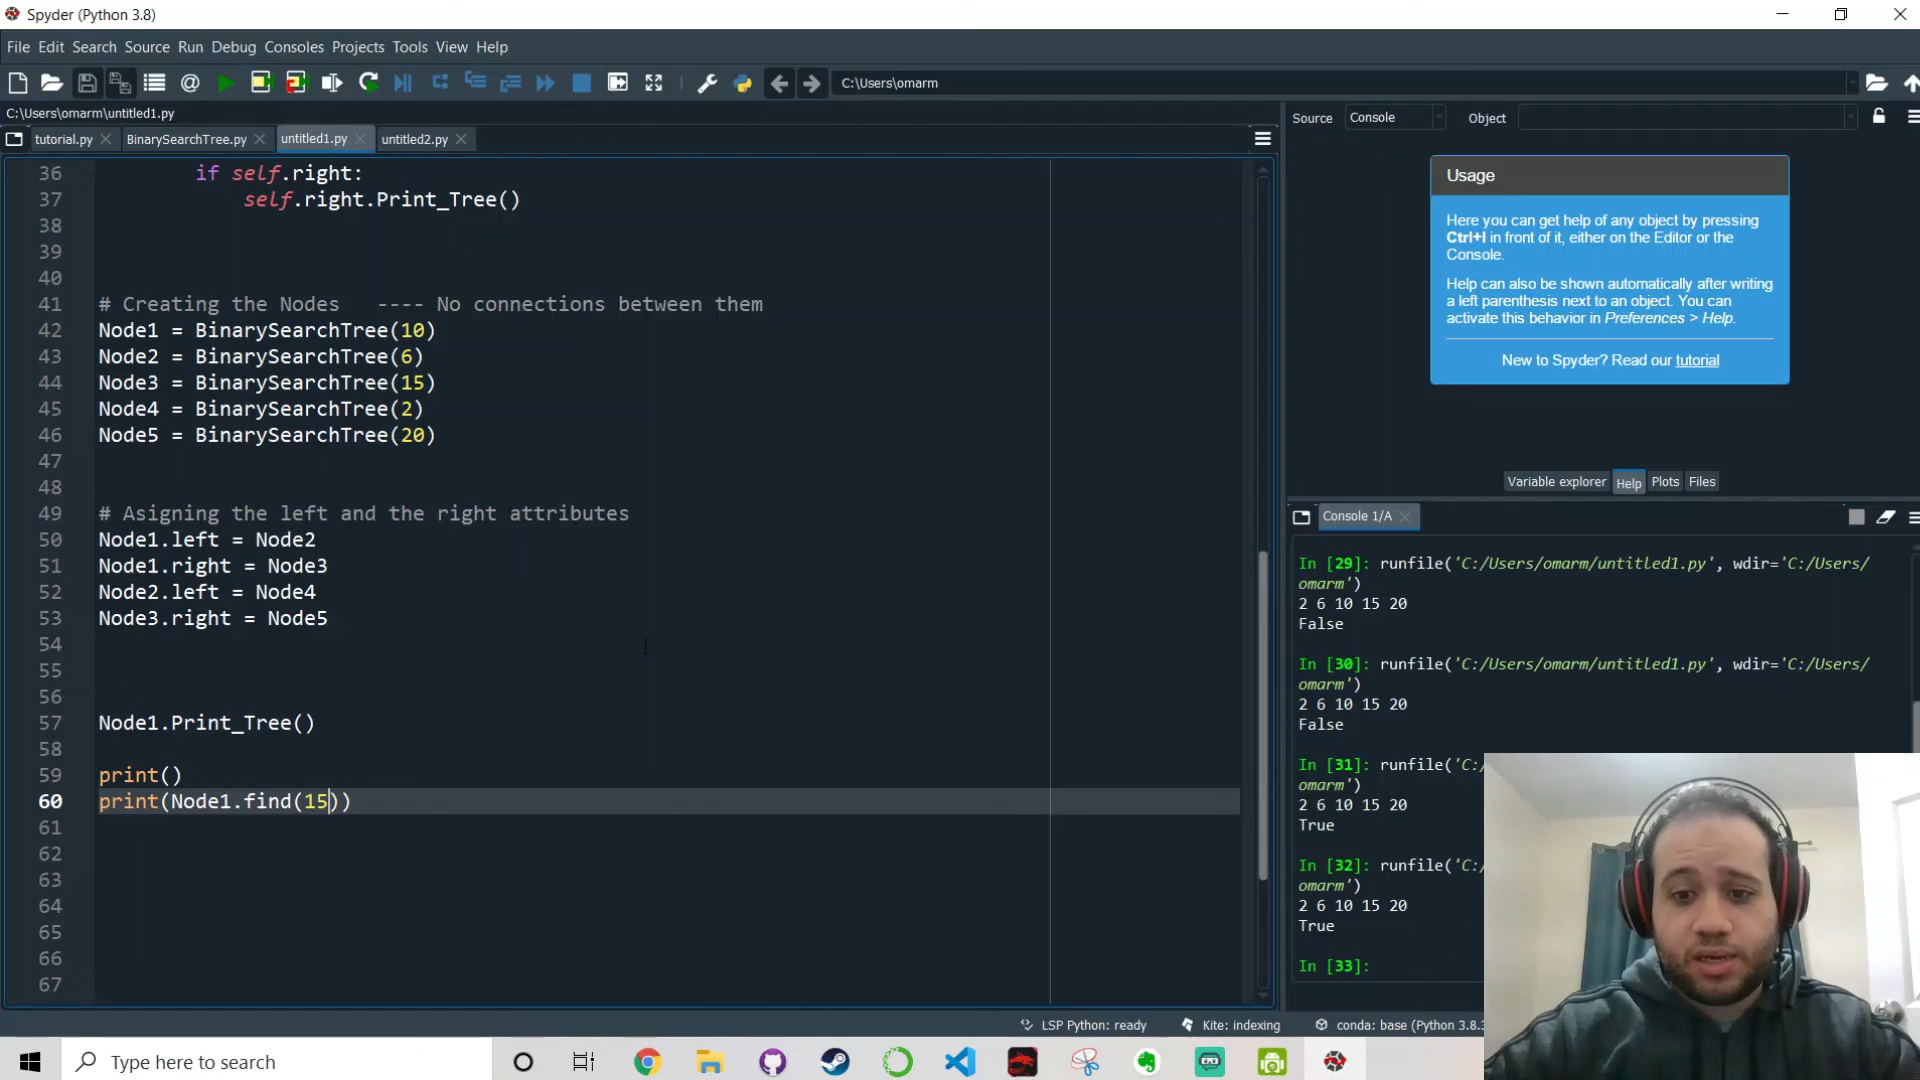 Spyder (Python 3.8)
File Edit Search Source Run Debug Consoles Projects Tools View Help
C:\Users\omarm
C:\Users\omarm\untitled1.py
tutorial.py BinarySearchTree.py untitled1.py untitled2.py
36 if self.right:
37 self.right.Print_Tree()
38
39
40
41 # Creating the Nodes ---- No connections between them
42 Node1 = BinarySearchTree(10)
43 Node2 = BinarySearchTree(6)
44 Node3 = BinarySearchTree(15)
45 Node4 = BinarySearchTree(2)
46 Node5 = BinarySearchTree(20)
47
48
49 # Asigning the left and the right attributes
50 Node1.left = Node2
51 Node1.right = Node3
52 Node2.left = Node4
53 Node3.right = Node5
54
55
56
57 Node1.Print_Tree()
58
59 print()
60 print(Node1.find(15))
61
62
63
64
65
66
67
Source Console Object
Usage
Here you can get help of any object by pressing
Ctrl+I in front of it, either on the Editor or the
Console.
Help can also be shown automatically after writing
a left parenthesis next to an object. You can
activate this behavior in Preferences > Help.
New to Spyder? Read our tutorial
Variable explorer Help Plots Files
Console 1/A
In [29]: runfile('C:/Users/omarm/untitled1.py', wdir='C:/Users/
omarm')
2 6 10 15 20
False
In [30]: runfile('C:/Users/omarm/untitled1.py', wdir='C:/Users/
omarm')
2 6 10 15 20
False
In [31]: runfile('C:/
omarm')
2 6 10 15 20
True
In [32]: runfile('C:/
omarm')
2 6 10 15 20
True
In [33]:
LSP Python: ready Kite: indexing conda: base (Python 3.8.3
Type here to search